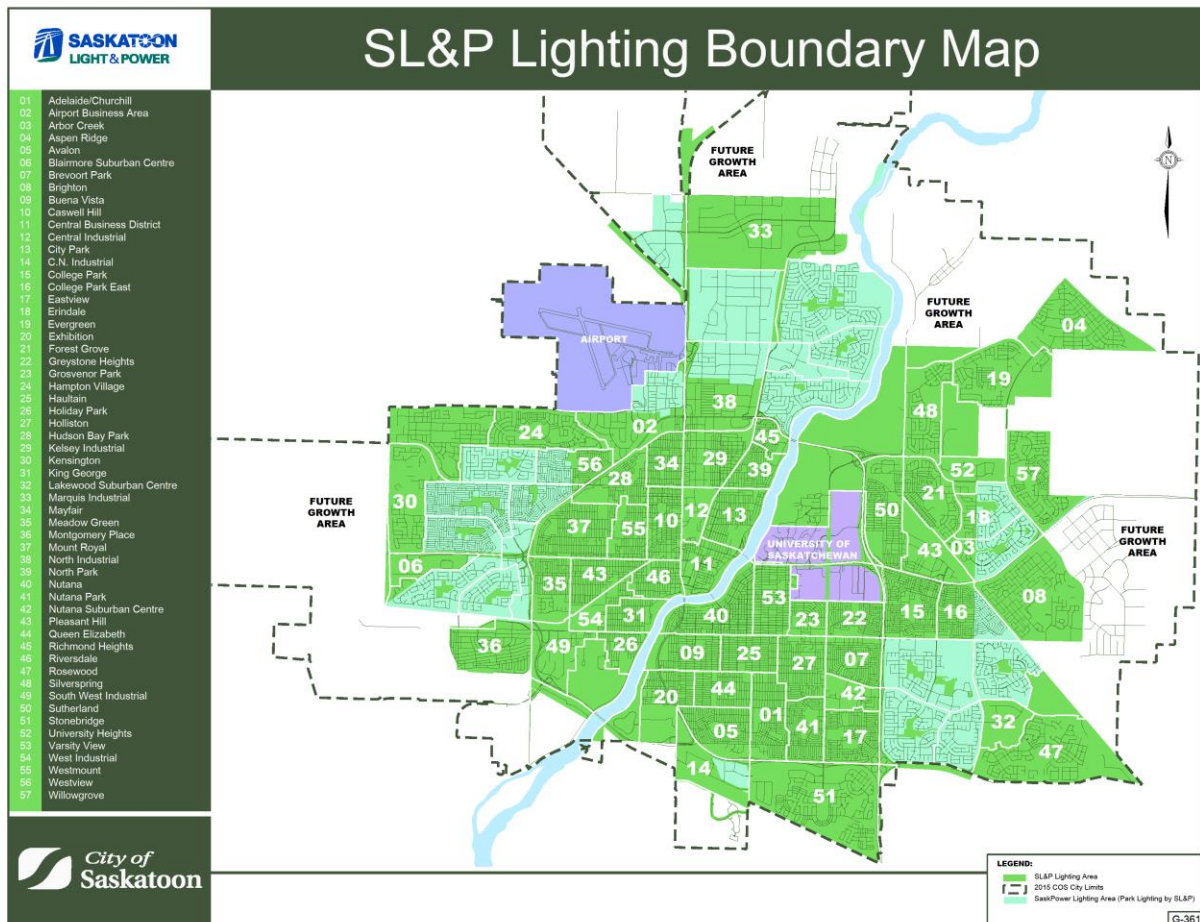 SASKATOON
LIGHT & POWER
SL&P Lighting Boundary Map
01 Adelaide/Churchill
02 Airport Business Area
03 Arbor Creek
04 Aspen Ridge
05 Avalon
06 Blairmore Suburban Centre
07 Brevoort Park
08 Brighton
09 Buena Vista
10 Caswell Hill
11 Central Business District
12 Central Industrial
13 City Park
14 C.N. Industrial
15 College Park
16 College Park East
17 Eastview
18 Erindale
19 Evergreen
20 Exhibition
21 Forest Grove
22 Greystone Heights
23 Grosvenor Park
24 Hampton Village
25 Haultain
26 Holiday Park
27 Holliston
28 Hudson Bay Park
29 Kelsey Industrial
30 Kensington
31 King George
32 Lakewood Suburban Centre
33 Marquis Industrial
34 Mayfair
35 Meadow Green
36 Montgomery Place
37 Mount Royal
38 North Industrial
39 North Park
40 Nutana
41 Nutana Park
42 Nutana Suburban Centre
43 Pleasant Hill
44 Queen Elizabeth
45 Richmond Heights
46 Riversdale
47 Rosewood
48 Silverspring
49 South West Industrial
50 Sutherland
51 Stonebridge
52 University Heights
53 Varsity View
54 West Industrial
55 Westmount
56 Westview
57 Willowgrove
City of
Saskatoon
FUTURE
GROWTH
AREA
N
33
FUTURE
GROWTH
AREA
04
AIRPORT
19
38
48
24
02
45
56
28
34
29
39
52
57
30
FUTURE
GROWTH
AREA
21
50
18
37
55
10
12
13
UNIVERSITY OF
SASKATCHEWAN
43
03
FUTURE
GROWTH
AREA
06
35
43
46
11
53
08
54
31
40
23
22
15
16
36
49
26
09
25
27
07
20
44
42
05
01
41
17
32
47
14
51
LEGEND:
SL&P Lighting Area
2015 COS City Limits
SaskPower Lighting Area (Park Lighting by SL&P)
G-361